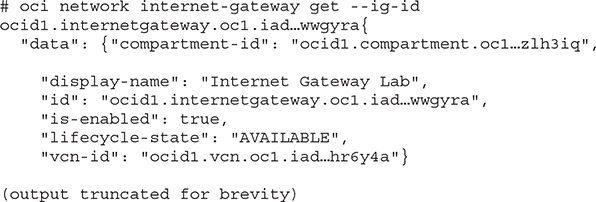 # oci network internet-gateway get --ig-id
ocid1.internetgateway.oc1.iad…wwgyra{
  "data": {"compartment-id": "ocid1.compartment.oc1…zlh3iq",
    "display-name": "Internet Gateway Lab",
    "id": "ocid1.internetgateway.oc1.iad…wwgyra",
    "is-enabled": true,
    "lifecycle-state": "AVAILABLE",
    "vcn-id": "ocid1.vcn.oc1.iad…hr6y4a"}
(output truncated for brevity)